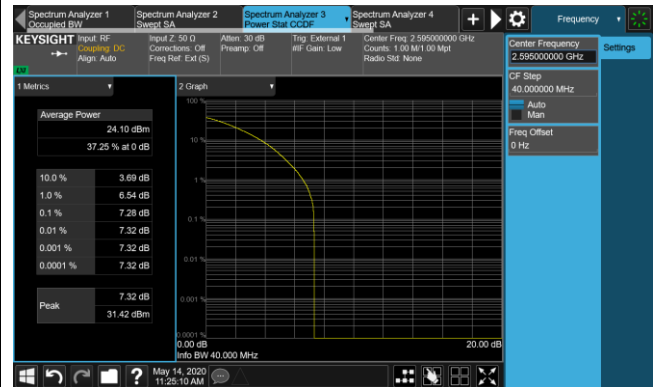 Spectrum Analyzer 1
Occupied BW
Spectrum Analyzer 2
Swept SA
Spectrum Analyzer 3
Power Stat CCDF
Spectrum Analyzer 4
Swept SA
Frequency
KEYSIGHT
Input: RF
Coupling: DC
Align: Auto
Input Z: 50 Ω
Corrections: Off
Freq Ref: Ext (S)
Atten: 30 dB
Preamp: Off
Trig: External 1
#IF Gain: Low
Center Freq: 2.595000000 GHz
Counts: 1.00 M/1.00 Mpt
Radio Std: None
Center Frequency
2.595000000 GHz
Settings
CF Step
40.000000 MHz
Auto
Man
Freq Offset
0 Hz
1 Metrics
Average Power
24.10 dBm
37.25 % at 0 dB
10.0 % 3.69 dB
1.0 % 6.54 dB
0.1 % 7.28 dB
0.01 % 7.32 dB
0.001 % 7.32 dB
0.0001 % 7.32 dB
Peak
7.32 dB
31.42 dBm
2 Graph
100 %
10 %
1 %
0.1 %
0.01 %
0.001 %
0.0001 %
0.00 dB
20.00 dB
Info BW 40.000 MHz
?
May 14, 2020
11:25:10 AM